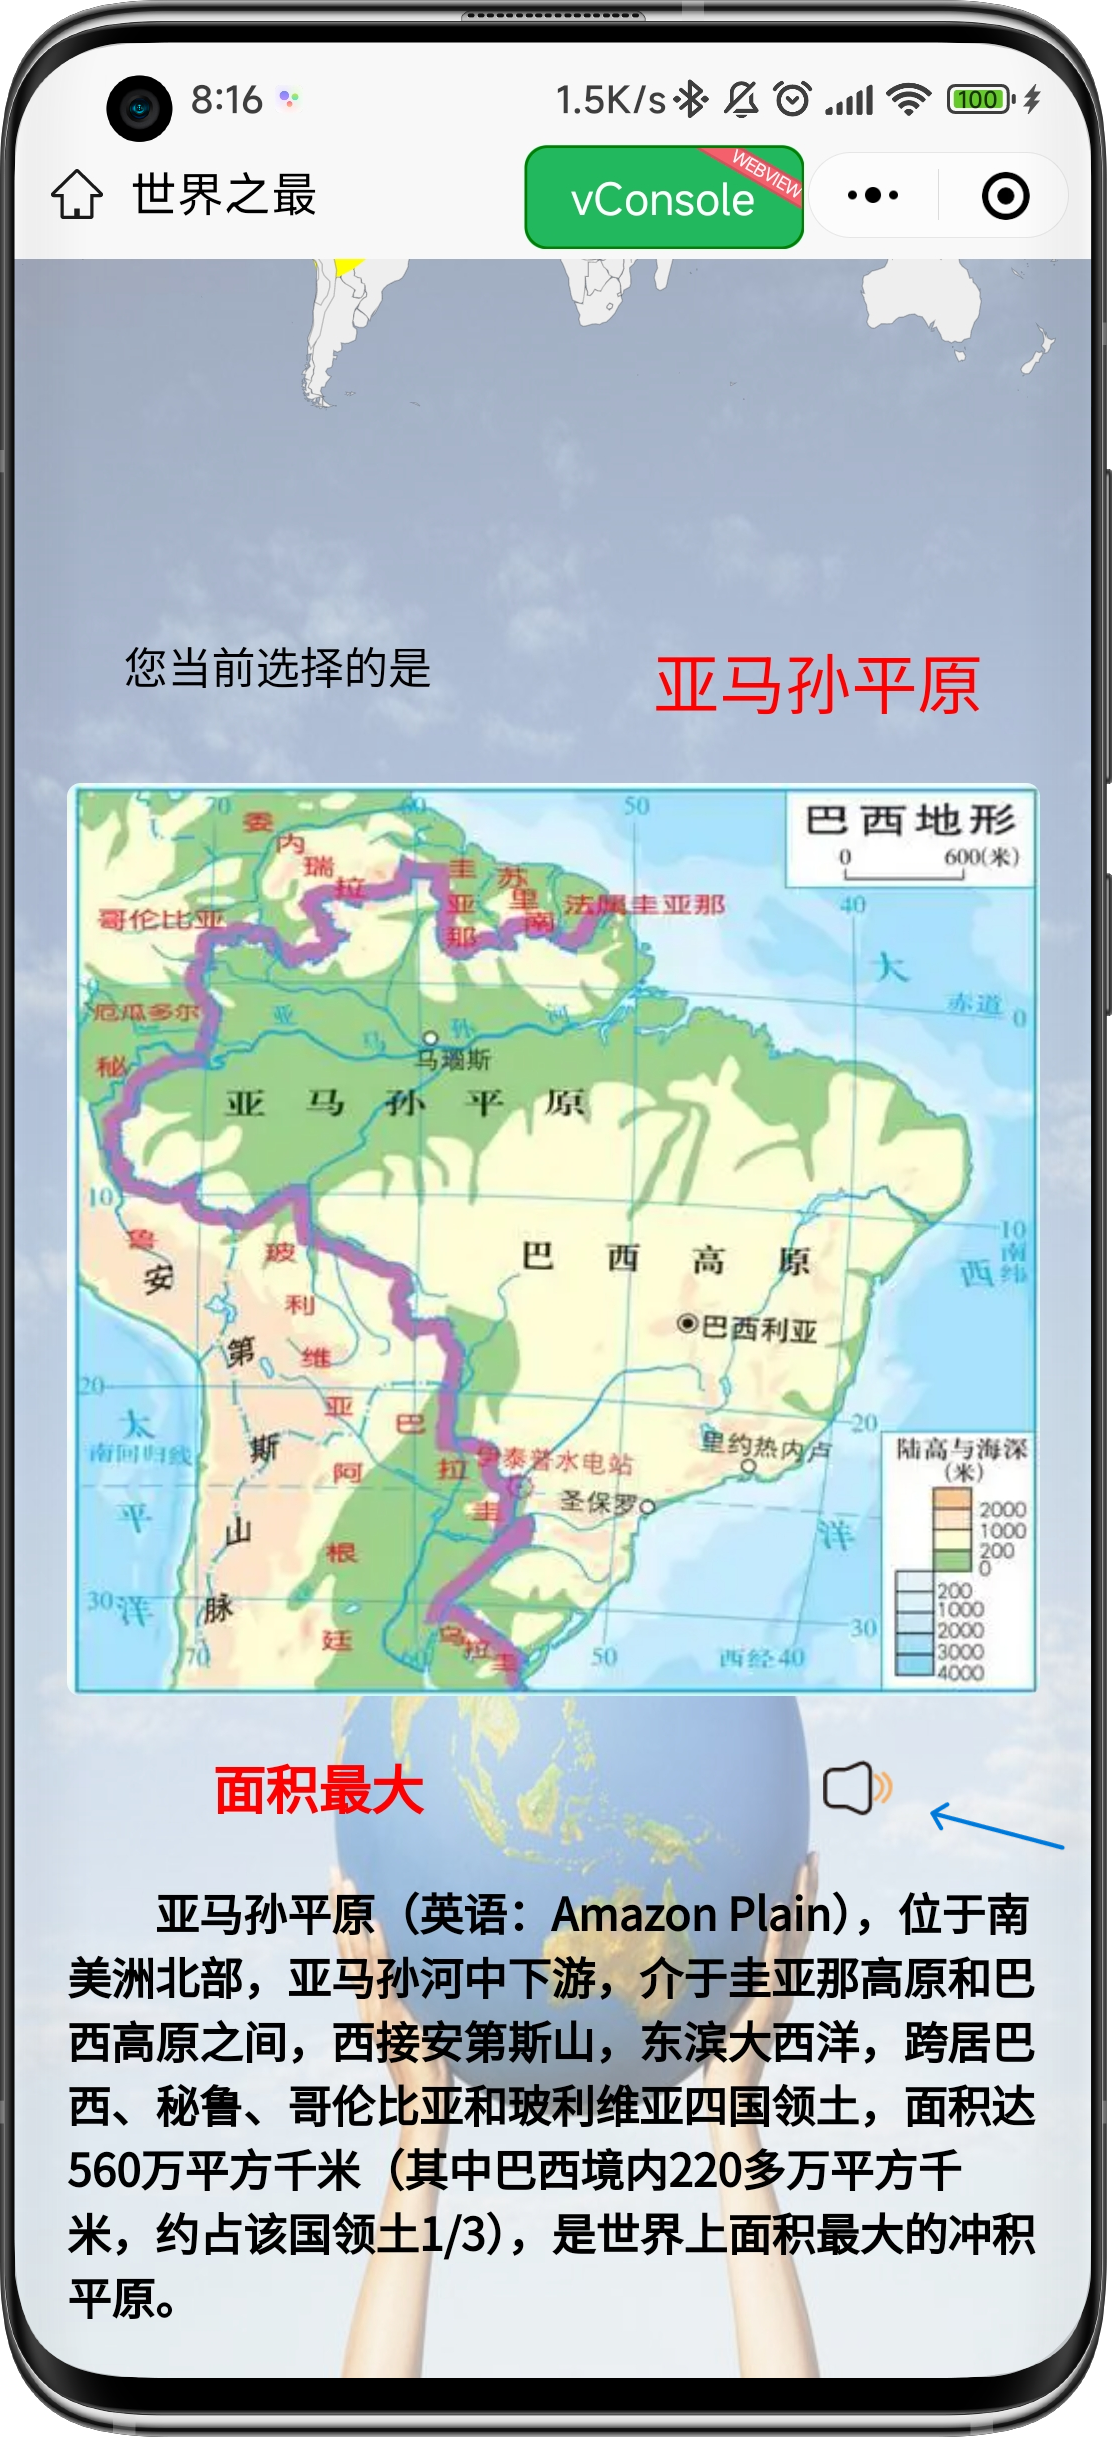 8:16
1.5K/s
100
世界之最
vConsole
WEBVIEW
您当前选择的是
亚马孙平原
巴西地形
0 600(米)
70 60 50
委内瑞拉
圭亚那
苏里南
法属圭亚那
哥伦比亚
40
大
赤道 0
厄瓜多尔
亚马孙河
马瑙斯
秘鲁
亚马孙平原
10
10
南纬
西
巴西高原
玻利维亚
安第斯山脉
巴西利亚
20
20
太平洋
南回归线
巴拉圭
伊泰普水电站
里约热内卢
圣保罗
阿根廷
洋
陆高与海深
(米)
2000
1000
200
0
200
1000
2000
3000
4000
30
30
乌拉圭
70 60 50 西经40
面积最大
亚马孙平原（英语：Amazon Plain），位于南
美洲北部，亚马孙河中下游，介于圭亚那高原和巴
西高原之间，西接安第斯山，东滨大西洋，跨居巴
西、秘鲁、哥伦比亚和玻利维亚四国领土，面积达
560万平方千米（其中巴西境内220多万平方千
米，约占该国领土1/3），是世界上面积最大的冲积
平原。